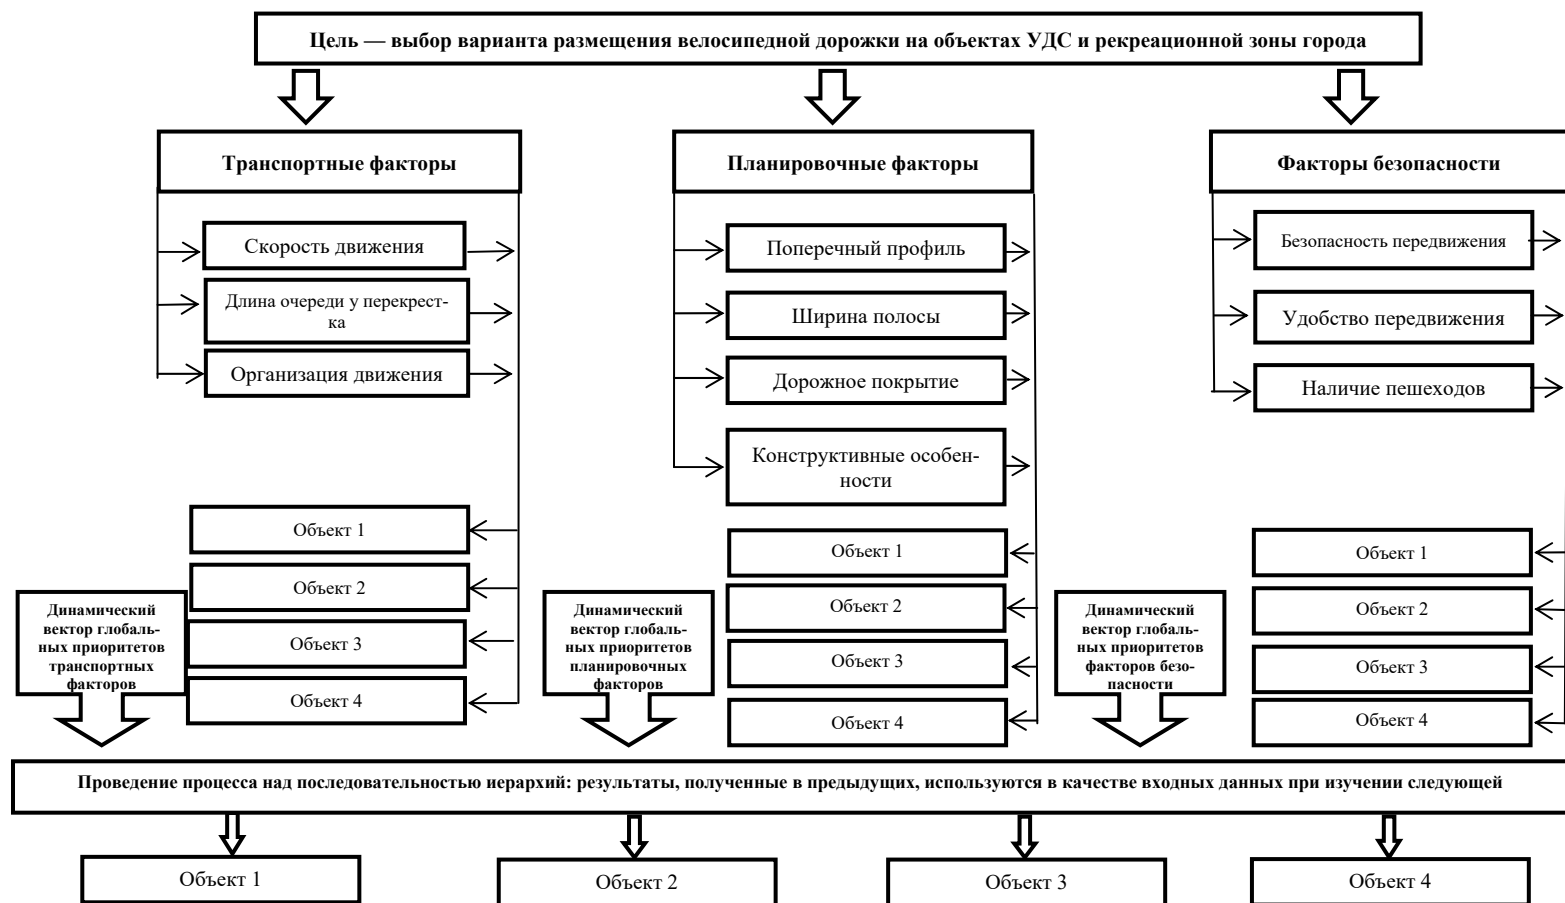 Цель — выбор варианта размещения велосипедной дорожки на объектах УДС и рекреационной зоны города
Транспортные факторы
Скорость движения
Длина очереди у перекрест-
ка
Организация движения
Объект 1
Объект 2
Объект 3
Объект 4
Динамический
вектор глобаль-
ных приоритетов
транспортных
факторов
Планировочные факторы
Поперечный профиль
Ширина полосы
Дорожное покрытие
Конструктивные особен-
ности
Объект 1
Объект 2
Объект 3
Объект 4
Динамический
вектор глобаль-
ных приоритетов
планировочных
факторов
Факторы безопасности
Безопасность передвижения
Удобство передвижения
Наличие пешеходов
Объект 1
Объект 2
Объект 3
Объект 4
Динамический
вектор глобаль-
ных приоритетов
факторов безо-
пасности
Проведение процесса над последовательностью иерархий: результаты, полученные в предыдущих, используются в качестве входных данных при изучении следующей
Объект 1
Объект 2
Объект 3
Объект 4